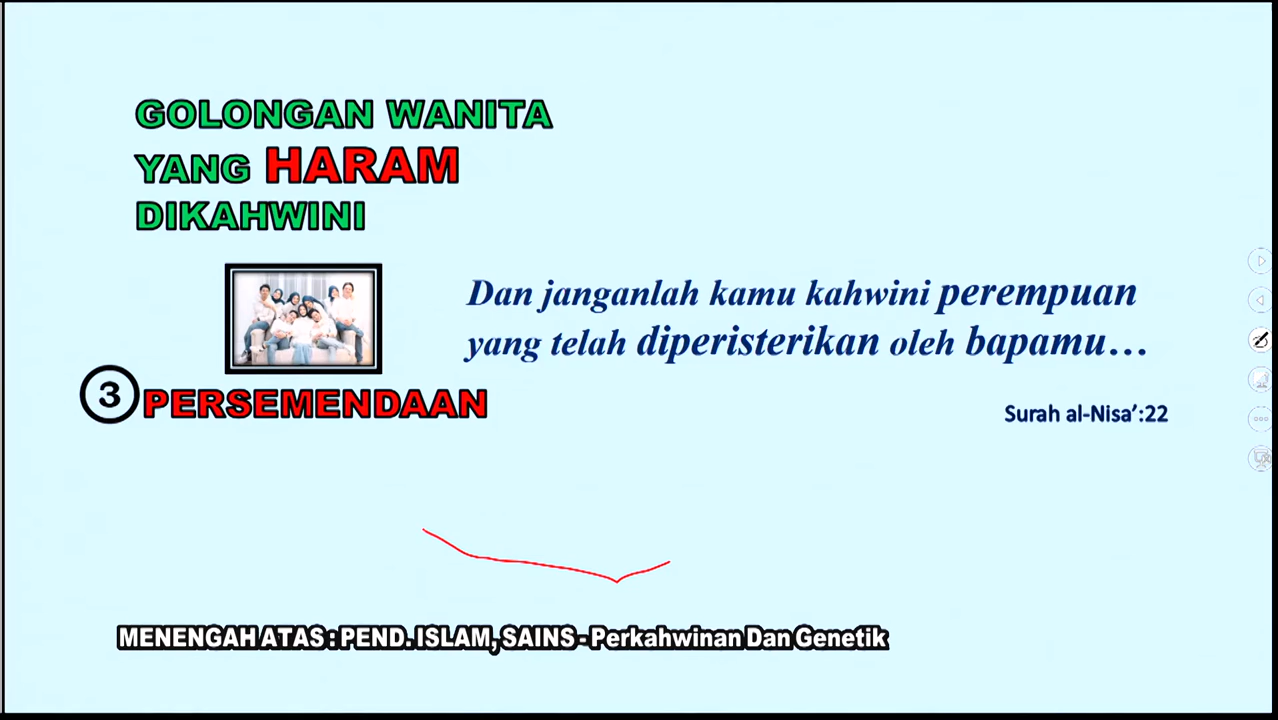 GOLONGAN WANITA
YANG HARAM
DIKAHWINI
Dan janganlah kamu kahwini perempuan
yang telah diperisterikan oleh bapamu...
Surah al-Nisa’:22
3 PERSEMENDAAN
MENENGAH ATAS : PEND. ISLAM, SAINS - Perkahwinan Dan Genetik